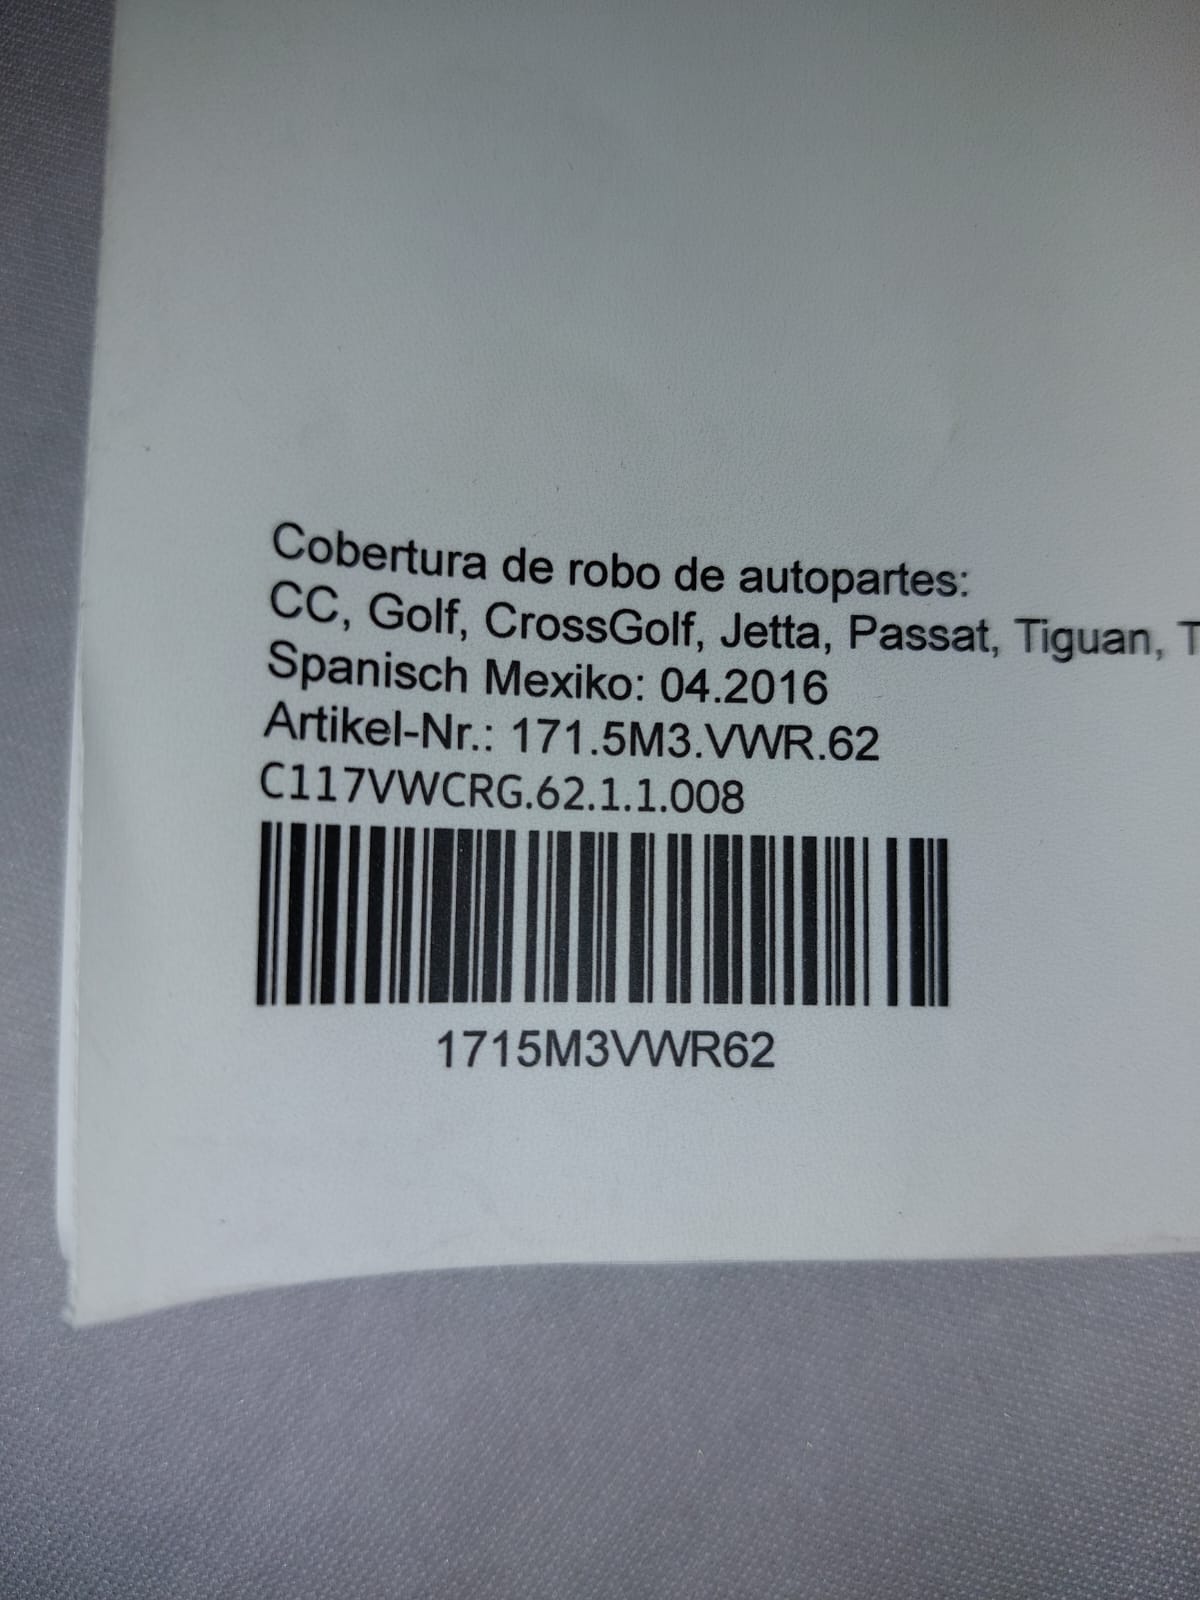 Cobertura de robo de autopartes:
CC, Golf, CrossGolf, Jetta, Passat, Tiguan,
Spanisch Mexiko: 04.2016
Artikel-Nr.: 171.5M3.VWR.62
C117VWCRG.62.1.1.008
1715M3VWR62